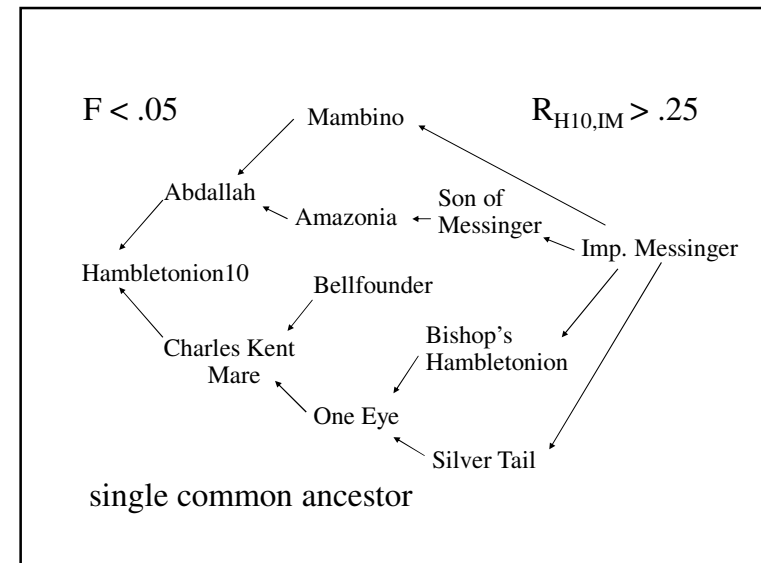 F < .05
R_H10,IM > .25
Mambino
Abdallah
Amazonia
Son of
Messinger
Imp. Messinger
Hambletonion10
Bellfounder
Charles Kent
Mare
Bishop's
Hambletonion
One Eye
Silver Tail
single common ancestor